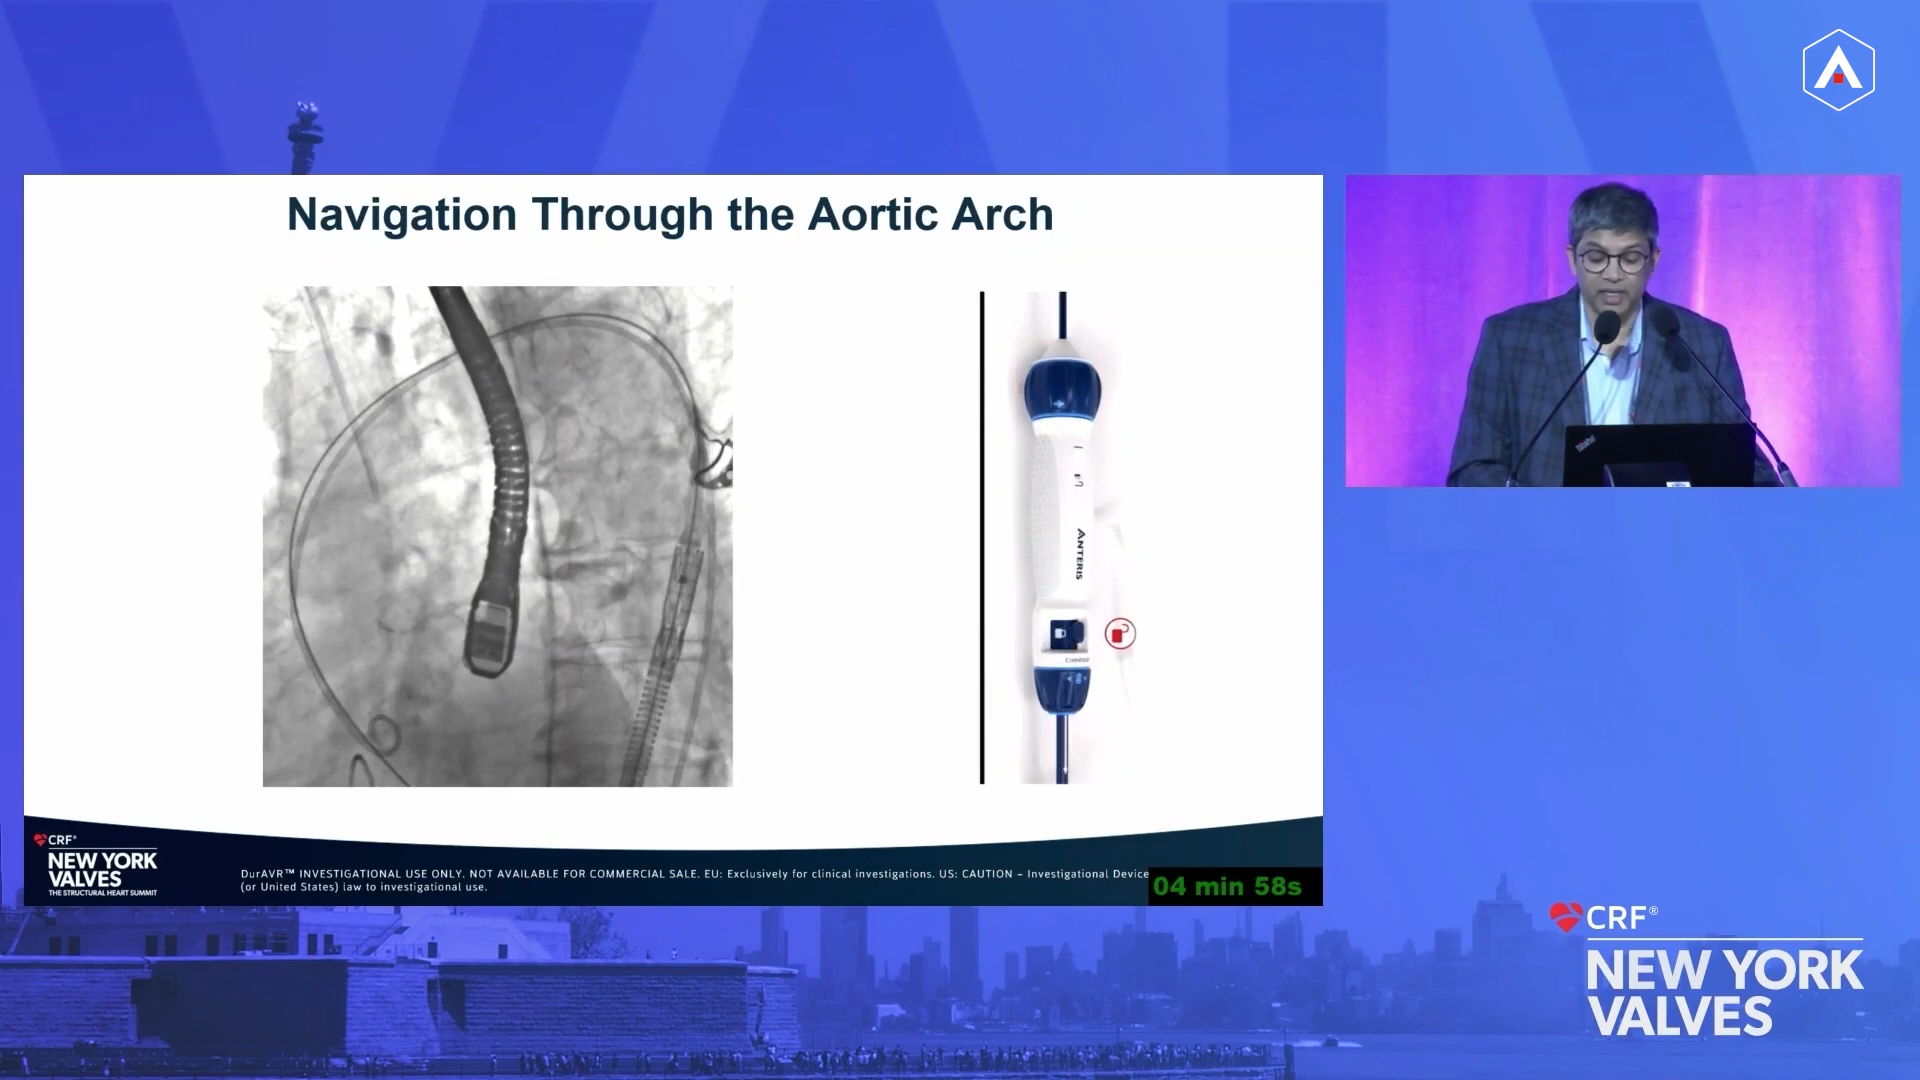 Navigation Through the Aortic Arch
ANTERIS
ThinkPad
CRF®
NEW YORK
VALVES
THE STRUCTURAL HEART SUMMIT
DurAVR™ INVESTIGATIONAL USE ONLY. NOT AVAILABLE FOR COMMERCIAL SALE. EU: Exclusively for clinical investigations. US: CAUTION – Investigational Device
(or United States) law to investigational use.
04 min 58s
CRF®
NEW YORK
VALVES